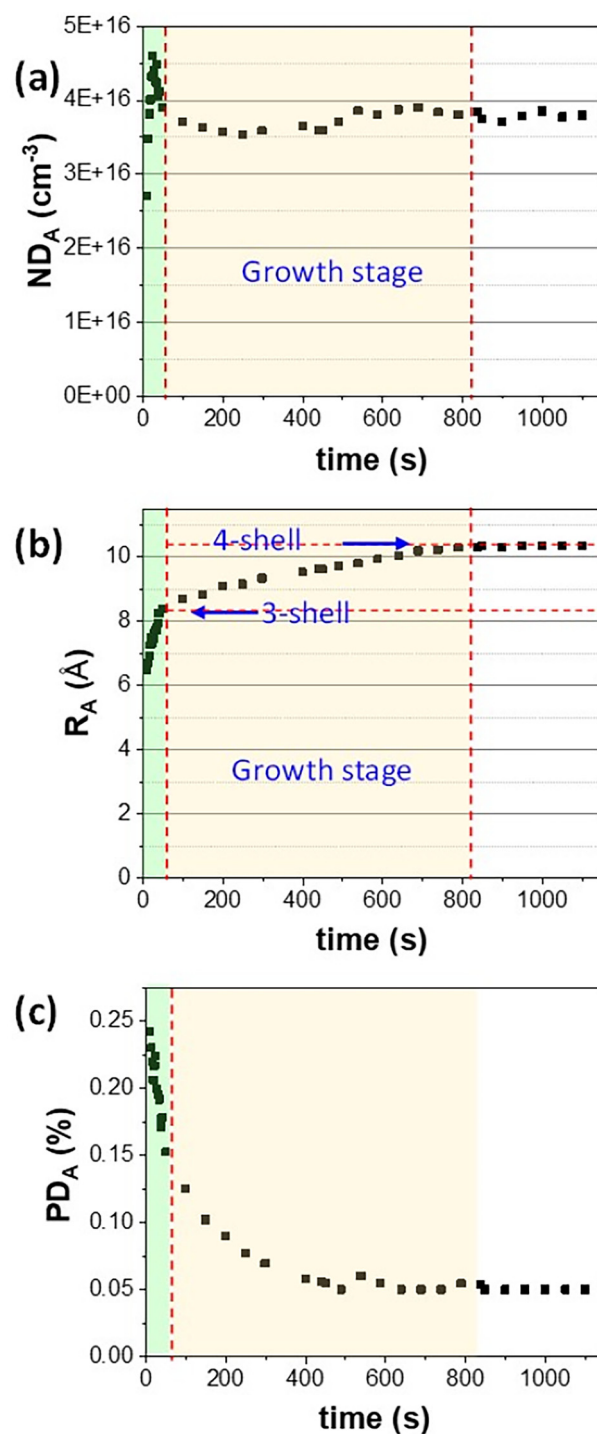 (a)
ND_A (cm^-3)
5E+16
4E+16
3E+16
2E+16
1E+16
0E+00
Growth stage
0 200 400 600 800 1000
time (s)
(b)
R_A (Å)
10
8
6
4
2
0
4-shell
3-shell
Growth stage
0 200 400 600 800 1000
time (s)
(c)
PD_A (%)
0.25
0.20
0.15
0.10
0.05
0.00
0 200 400 600 800 1000
time (s)